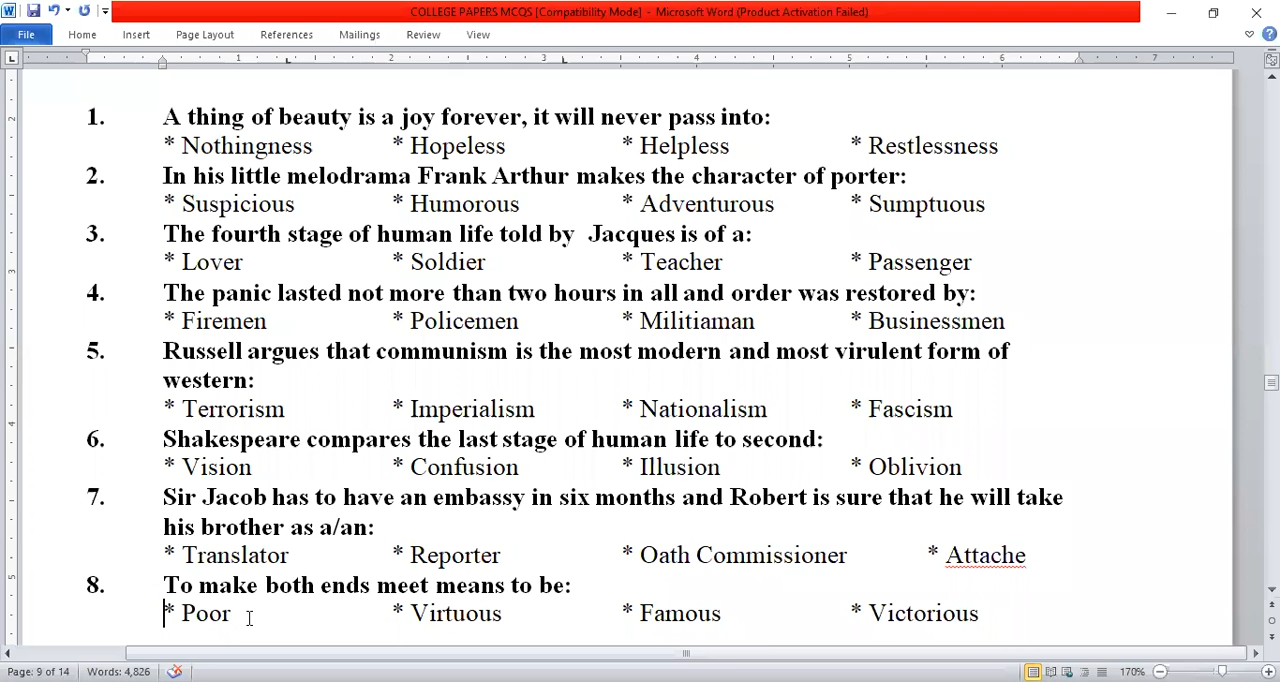 COLLEGE PAPERS MCQS [Compatibility Mode] - Microsoft Word (Product Activation Failed)
File Home Insert Page Layout References Mailings Review View
1 2 3 4 5 6 7
1. A thing of beauty is a joy forever, it will never pass into:
* Nothingness * Hopeless * Helpless * Restlessness
2. In his little melodrama Frank Arthur makes the character of porter:
* Suspicious * Humorous * Adventurous * Sumptuous
3. The fourth stage of human life told by Jacques is of a:
* Lover * Soldier * Teacher * Passenger
4. The panic lasted not more than two hours in all and order was restored by:
* Firemen * Policemen * Militiaman * Businessmen
5. Russell argues that communism is the most modern and most virulent form of
western:
* Terrorism * Imperialism * Nationalism * Fascism
6. Shakespeare compares the last stage of human life to second:
* Vision * Confusion * Illusion * Oblivion
7. Sir Jacob has to have an embassy in six months and Robert is sure that he will take
his brother as a/an:
* Translator * Reporter * Oath Commissioner * Attache
8. To make both ends meet means to be:
* Poor * Virtuous * Famous * Victorious
Page: 9 of 14 Words: 4,826 170%